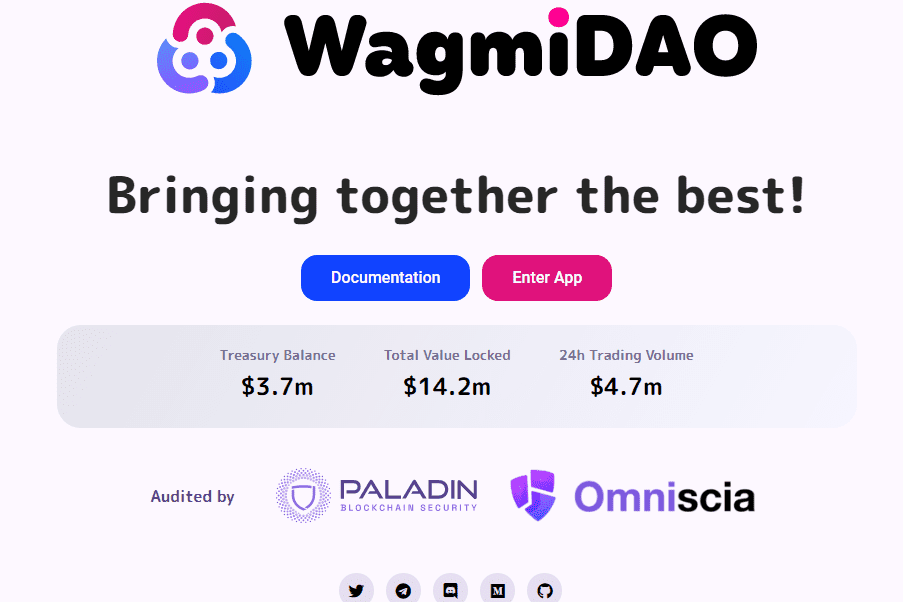 WagmiDAO
Bringing together the best!
Documentation Enter App
Treasury Balance Total Value Locked 24h Trading Volume
$3.7m $14.2m $4.7m
Audited by PALADIN BLOCKCHAIN SECURITY Omniscia
M